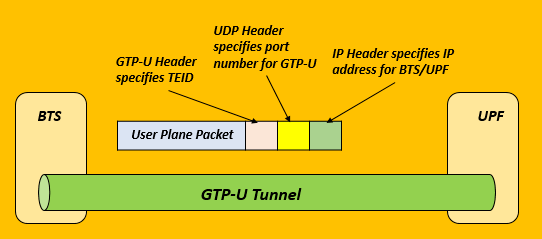 UDP Header
specifies port
number for GTP-U
GTP-U Header
specifies TEID
IP Header specifies IP
address for BTS/UPF
BTS
UPF
User Plane Packet
GTP-U Tunnel